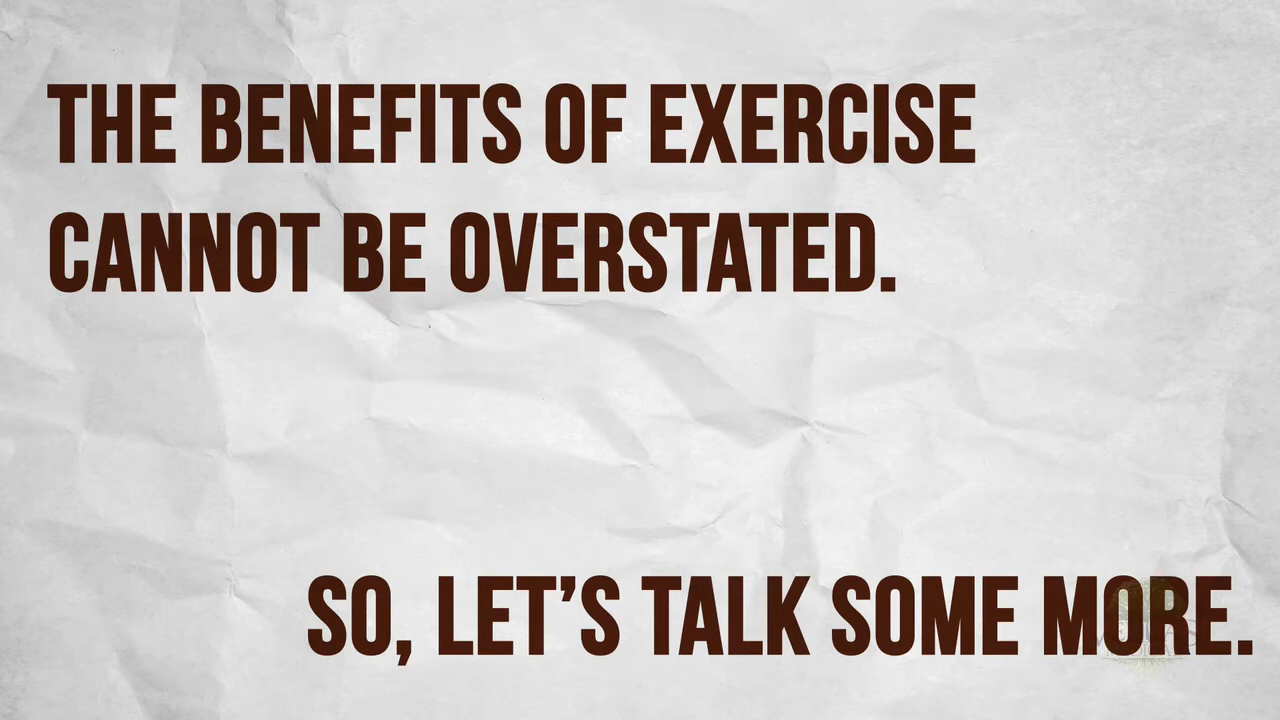 THE BENEFITS OF EXERCISE
CANNOT BE OVERSTATED.
SO, LET’S TALK SOME MORE.